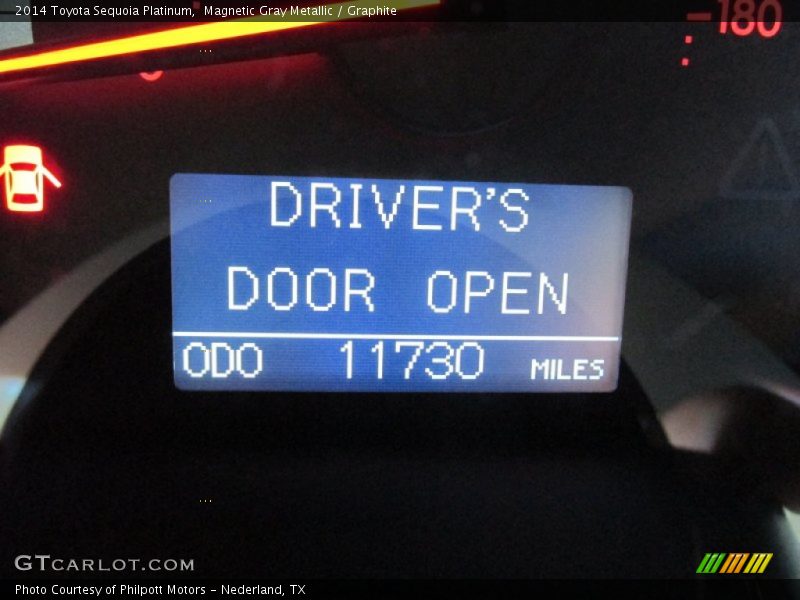 2014 Toyota Sequoia Platinum,  Magnetic Gray Metallic / Graphite
180
DRIVER'S
DOOR OPEN
ODO 11730 MILES
GTCARLOT.COM
Photo Courtesy of Philpott Motors - Nederland, TX